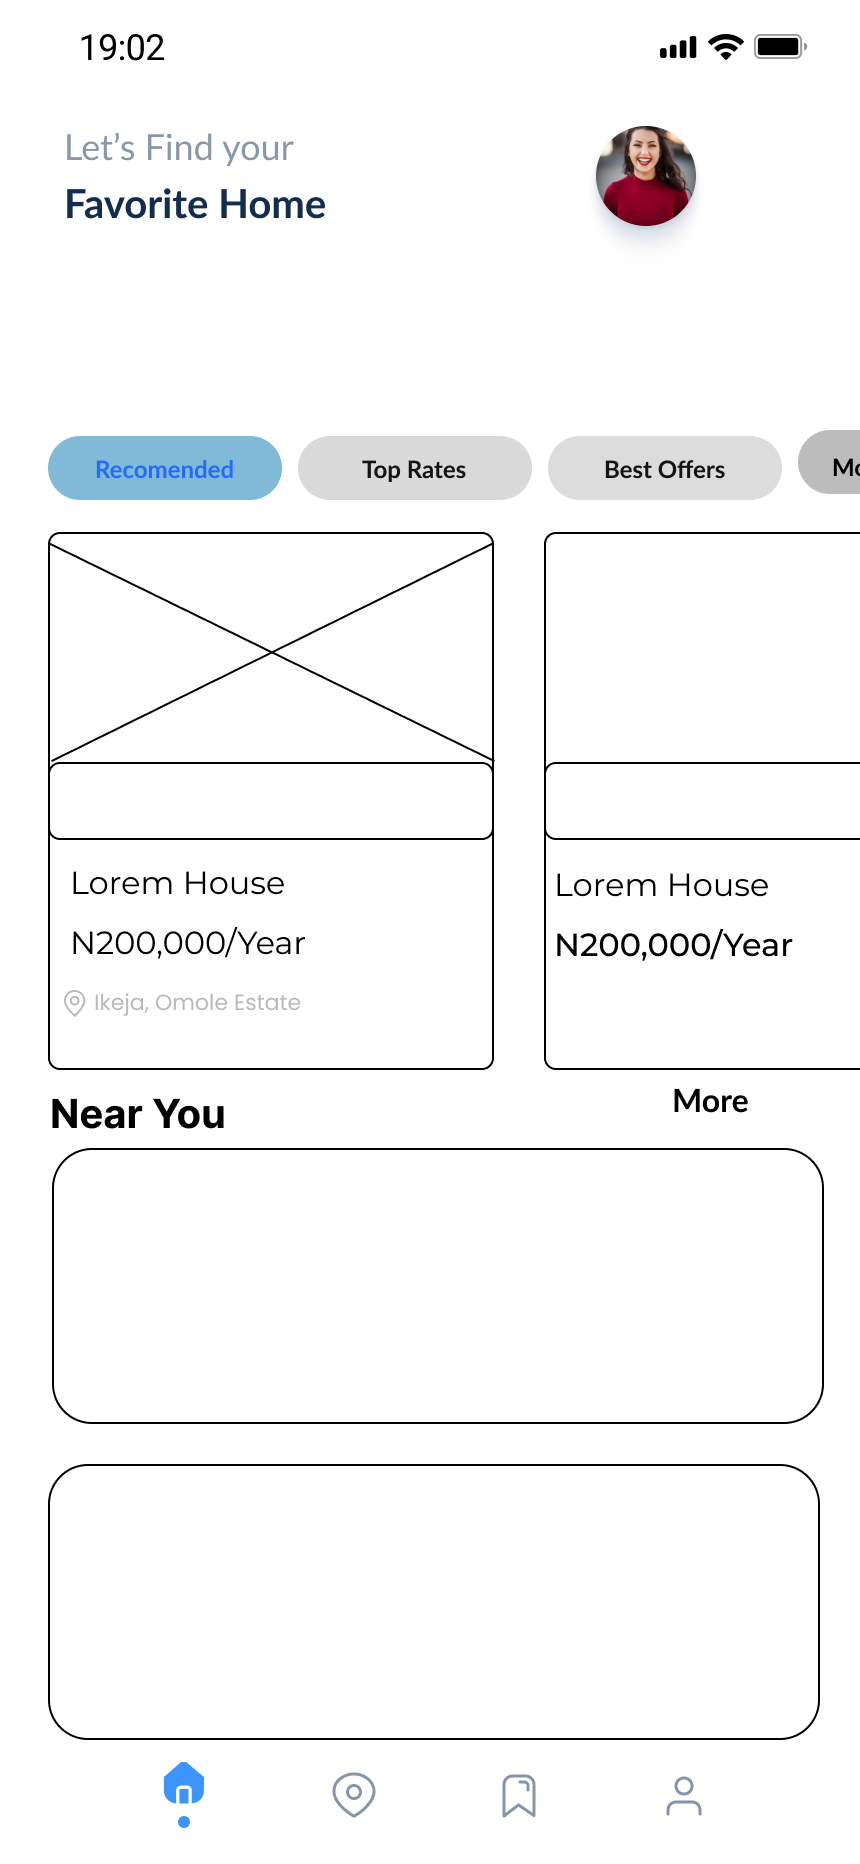 19:02
Let’s Find your
Favorite Home
Recomended
Top Rates
Best Offers
Lorem House
N200,000/Year
Ikeja, Omole Estate
Lorem House
N200,000/Year
Near You
More